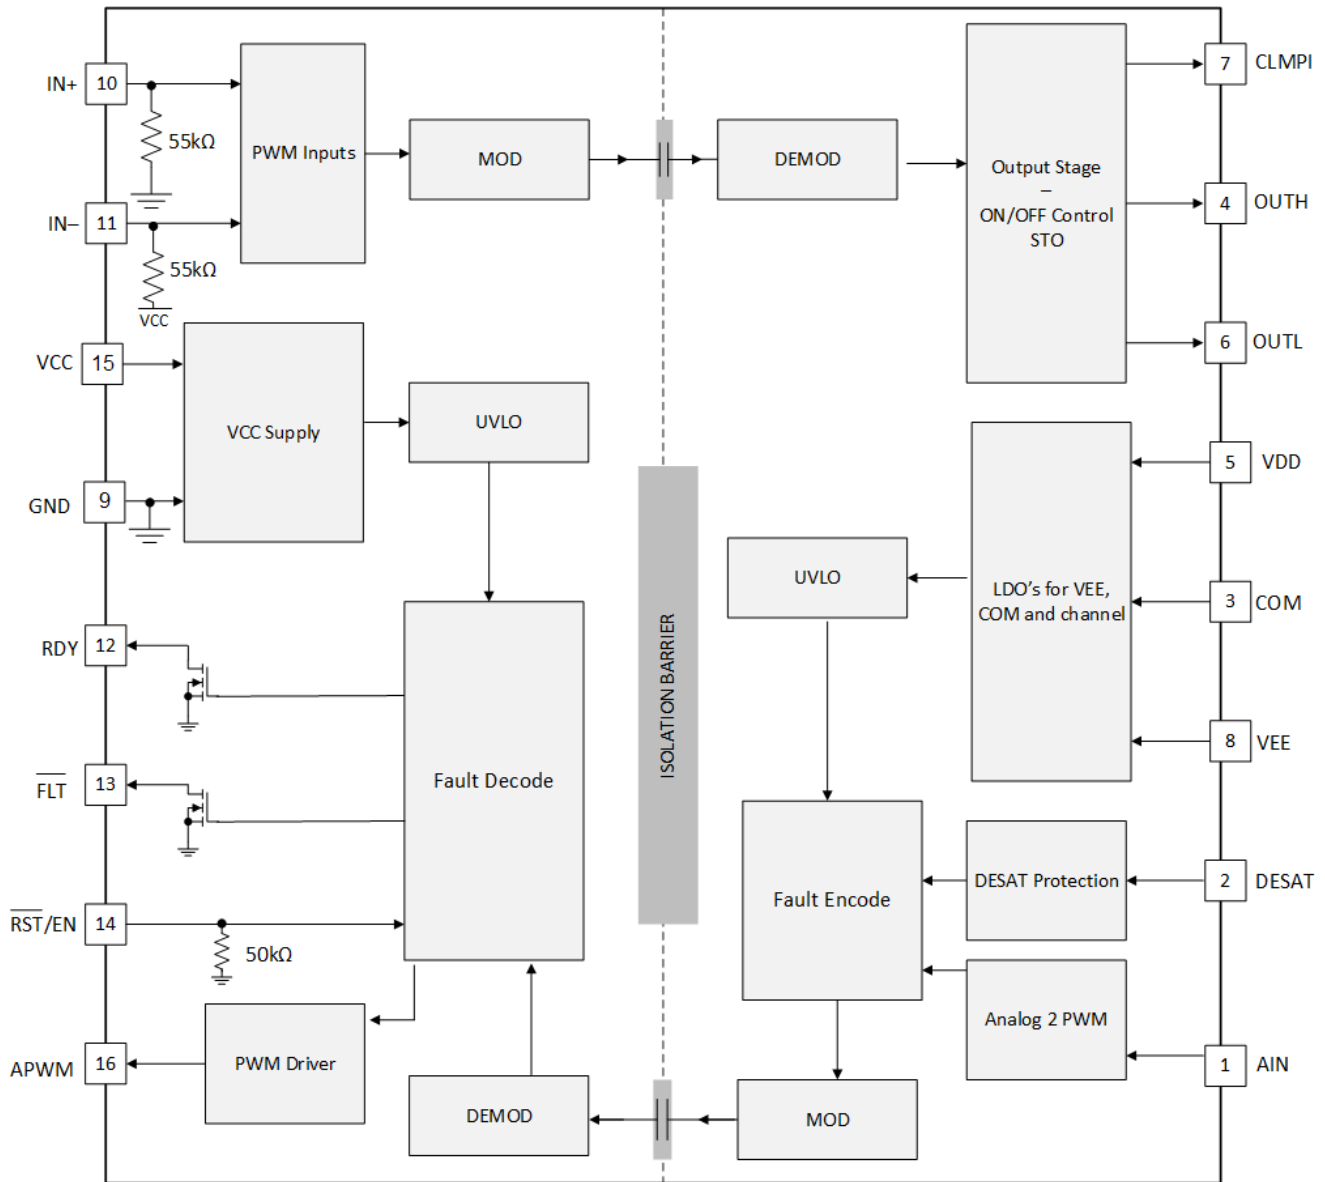 IN+
10
55kΩ
IN–
11
55kΩ
VCC
PWM Inputs
MOD
DEMOD
Output Stage
–
ON/OFF Control
STO
7
CLMPI
4
OUTH
6
OUTL
VCC
15
GND
9
VCC Supply
UVLO
ISOLATION BARRIER
UVLO
LDO's for VEE,
COM and channel
5
VDD
3
COM
8
VEE
RDY
12
FLT
13
RST/EN
14
50kΩ
Fault Decode
Fault Encode
DESAT Protection
2
DESAT
Analog 2 PWM
1
AIN
APWM
16
PWM Driver
DEMOD
MOD